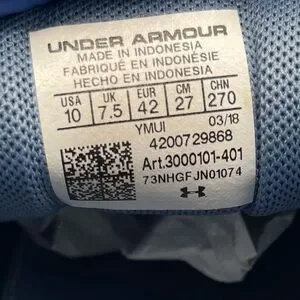 UNDER ARMOUR
MADE IN INDONESIA
FABRIQUÉ EN INDONÉSIE
HECHO EN INDONESIA
USA UK EUR CM CHN
10 7.5 42 27 270
YMUI 03/18
4200729868
Art.3000101-401
73NHGFJN01074